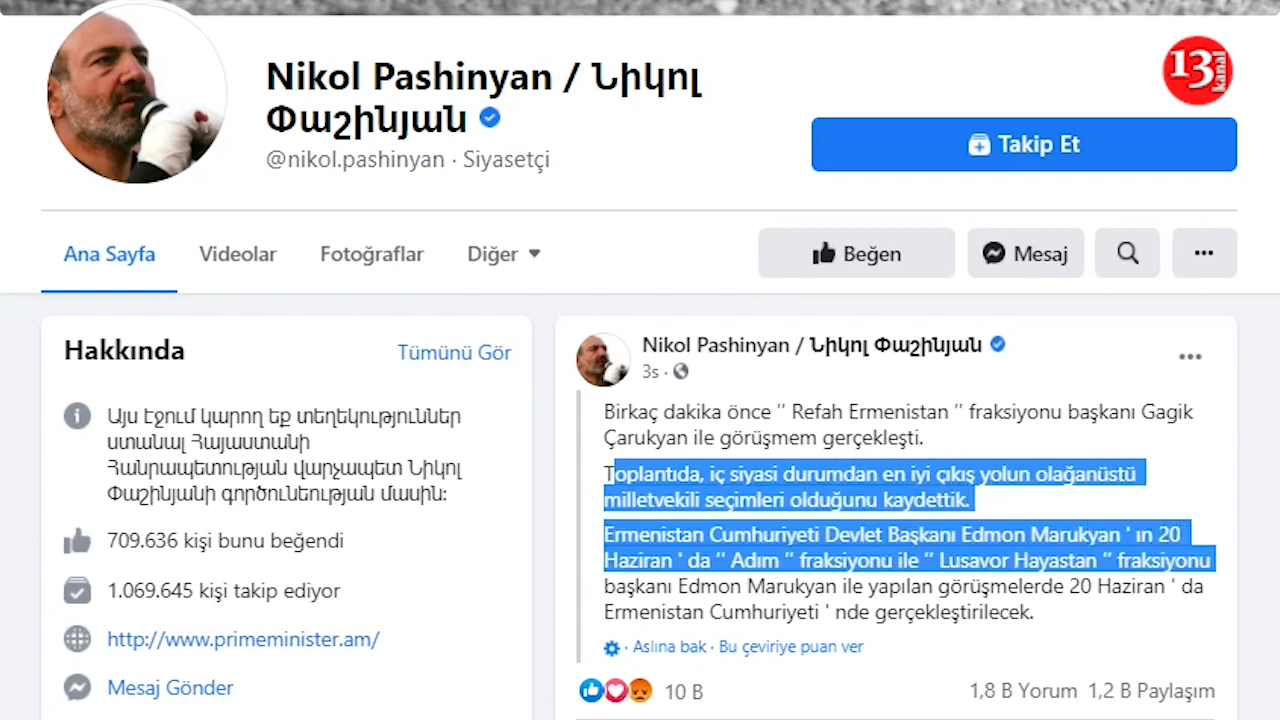 Nikol Pashinyan / Նիկոլ
Փաշինյան
@nikol.pashinyan · Siyasetçi
13 kanal
Takip Et
Ana Sayfa
Videolar
Fotoğraflar
Diğer
Beğen
Mesaj
Hakkında
Tümünü Gör
Այս էջում կարող եք տեղեկություններ
ստանալ Հայաստանի
Հանրապետության վարչապետ Նիկոլ
Փաշինյանի գործունեության մասին:
709.636 kişi bunu beğendi
1.069.645 kişi takip ediyor
http://www.primeminister.am/
Mesaj Gönder
Nikol Pashinyan / Նիկոլ Փաշինյան
3s ·
Birkaç dakika önce " Refah Ermenistan " fraksiyonu başkanı Gagik
Çarukyan ile görüşmem gerçekleşti.
Toplantıda, iç siyasi durumdan en iyi çıkış yolun olağanüstü
milletvekili seçimleri olduğunu kaydettik.
Ermenistan Cumhuriyeti Devlet Başkanı Edmon Marukyan ' ın 20
Haziran ' da " Adım " fraksiyonu ile " Lusavor Hayastan " fraksiyonu
başkanı Edmon Marukyan ile yapılan görüşmelerde 20 Haziran ' da
Ermenistan Cumhuriyeti ' nde gerçekleştirilecek.
· Aslına bak · Bu çeviriye puan ver
10 B
1,8 B Yorum 1,2 B Paylaşım